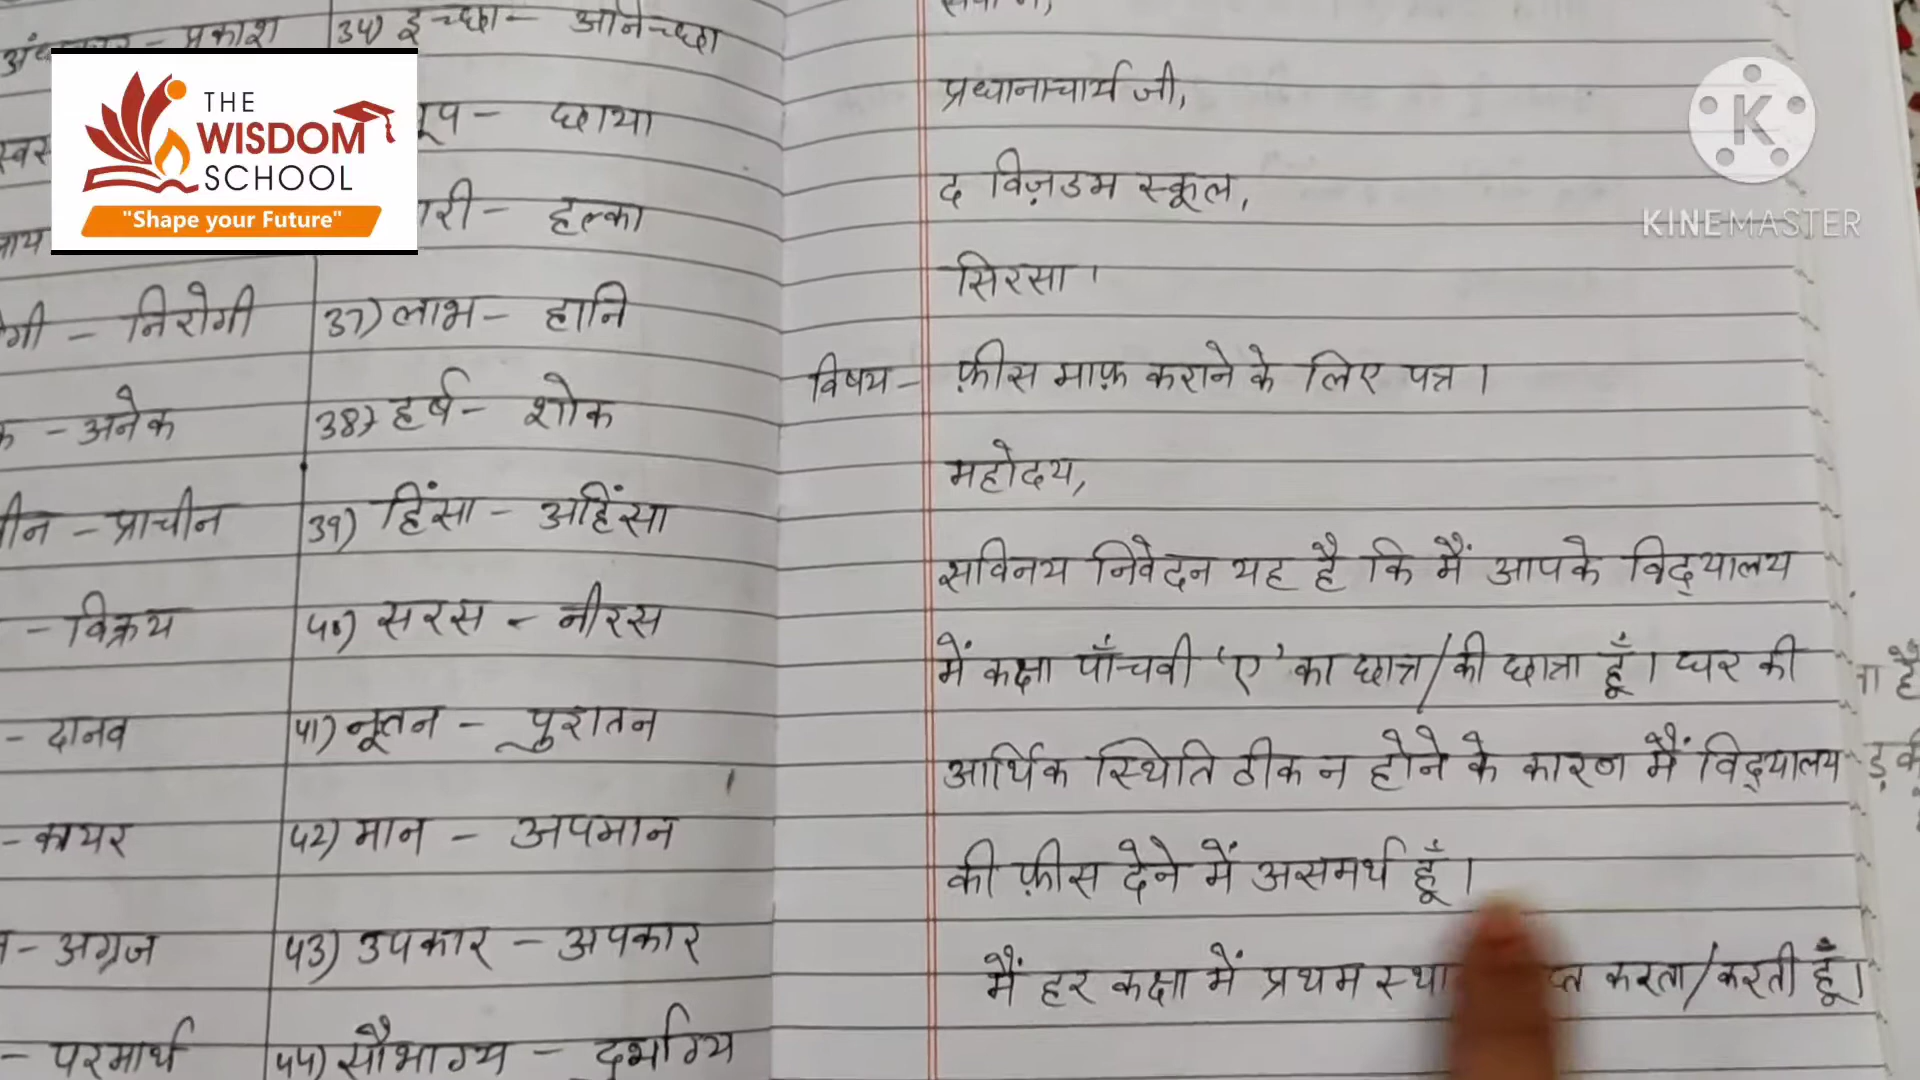 अंधकार - प्रकाश
स्वस
गी - निरोगी
- अनेक
प्राचीन
- विक्रय
- दानव
- कायर
- अग्रज
- परमार्थ
इच्छा - अनिच्छा
छाया
हल्का
37) लाभ - हानि
38) हर्ष - शोक
39) हिंसा - अहिंसा
40) सरस - नीरस
41) नूतन - पुरातन
42) मान - अपमान
43) उपकार - अपकार
44) सौभाग्य - दुर्भाग्य
THE
WISDOM
SCHOOL
"Shape your Future"
प्रधानाचार्य जी,
द विज़डम स्कूल,
सिरसा।
विषय - फ़ीस माफ़ कराने के लिए पत्र।
महोदय,
सविनय निवेदन यह है कि मैं आपके विद्यालय
में कक्षा पाँचवी 'ए' का छात्र/की छात्रा हूँ। घर की
आर्थिक स्थिति ठीक न होने के कारण मैं विद्यालय
की फ़ीस देने में असमर्थ हूँ।
मैं हर कक्षा में प्रथम करता/करती हूँ।
K
KINEMASTER